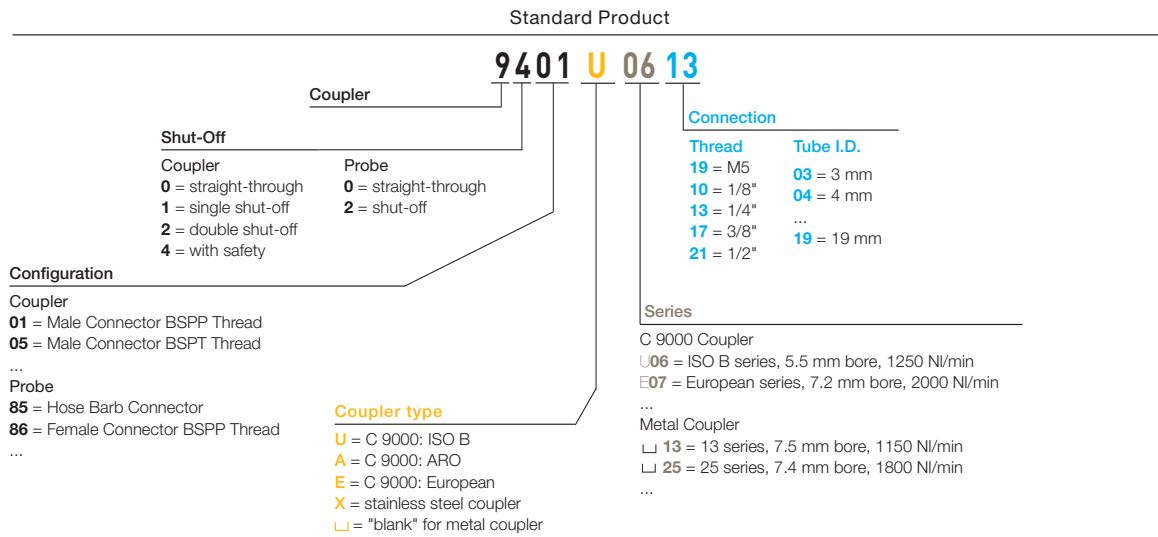 Standard Product
9401 U 06 13
Coupler
Shut-Off
Coupler
0 = straight-through
1 = single shut-off
2 = double shut-off
4 = with safety
Probe
0 = straight-through
2 = shut-off
Configuration
Coupler
01 = Male Connector BSPP Thread
05 = Male Connector BSPT Thread
...
Probe
85 = Hose Barb Connector
86 = Female Connector BSPP Thread
...
Coupler type
U = C 9000: ISO B
A = C 9000: ARO
E = C 9000: European
X = stainless steel coupler
⌴ = "blank" for metal coupler
Connection
Thread
19 = M5
10 = 1/8"
13 = 1/4"
17 = 3/8"
21 = 1/2"
Tube I.D.
03 = 3 mm
04 = 4 mm
...
19 = 19 mm
Series
C 9000 Coupler
U06 = ISO B series, 5.5 mm bore, 1250 Nl/min
E07 = European series, 7.2 mm bore, 2000 Nl/min
...
Metal Coupler
⌴ 13 = 13 series, 7.5 mm bore, 1150 Nl/min
⌴ 25 = 25 series, 7.4 mm bore, 1800 Nl/min
...